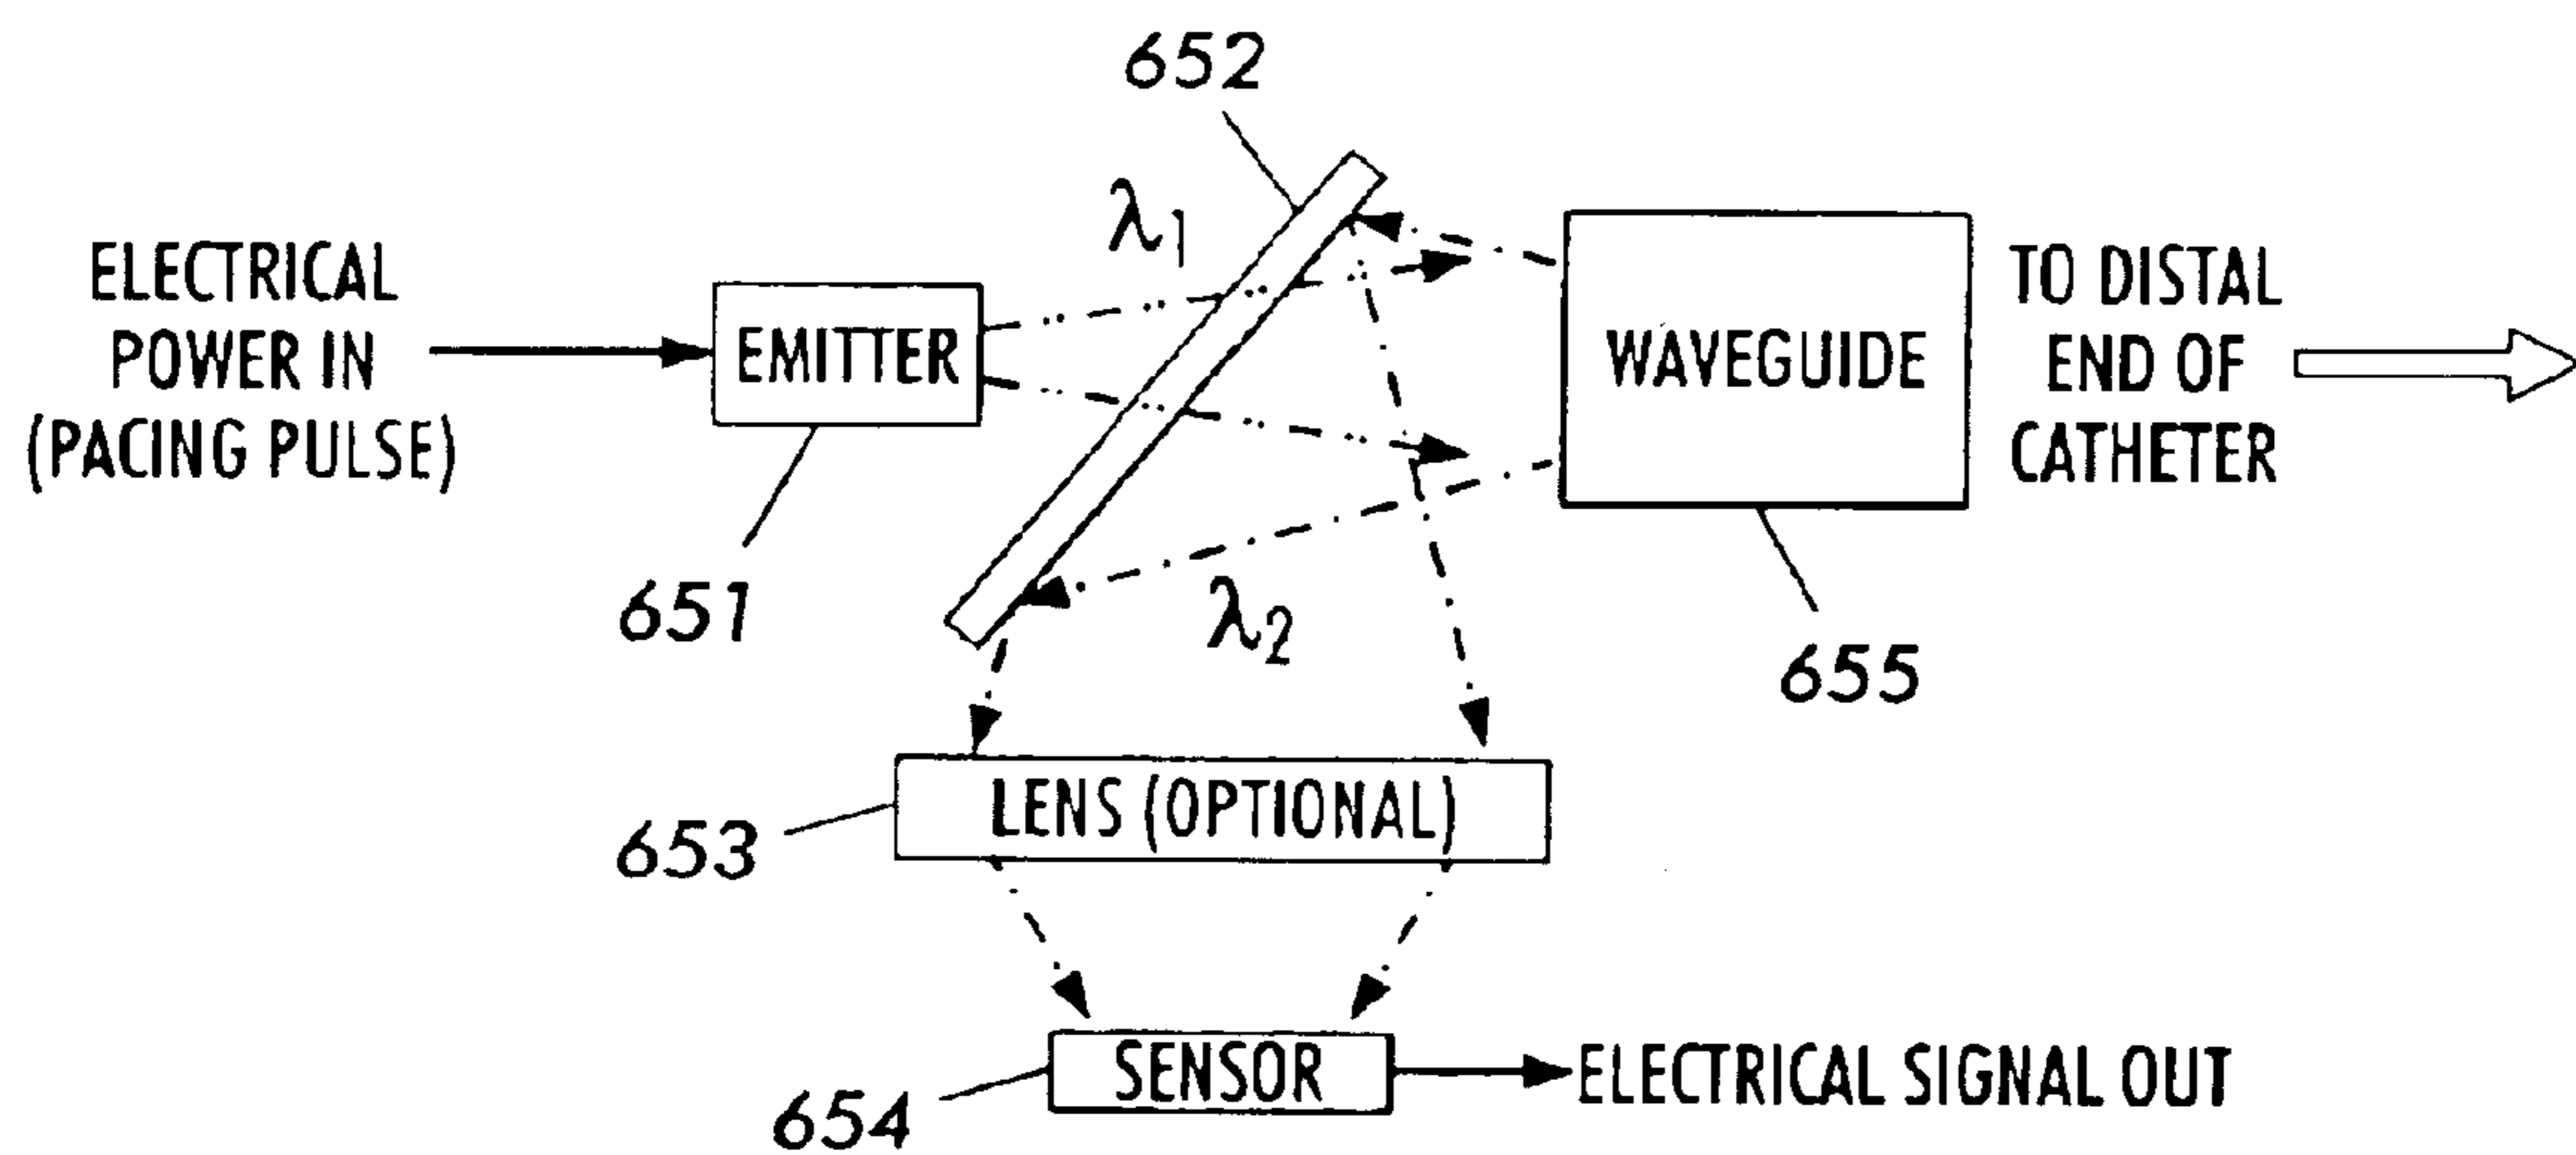 652
λ1
ELECTRICAL
POWER IN
(PACING PULSE)
EMITTER
WAVEGUIDE
TO DISTAL
END OF
CATHETER
651
λ2
655
LENS (OPTIONAL)
653
SENSOR
ELECTRICAL SIGNAL OUT
654